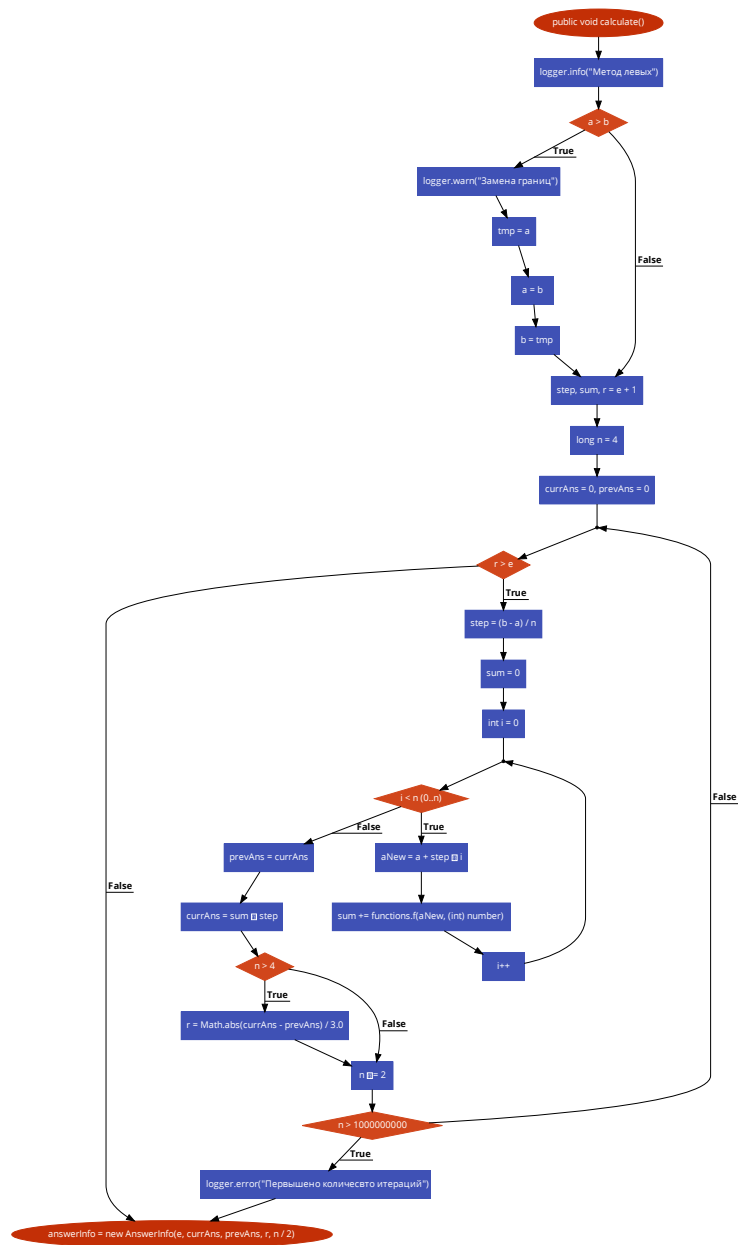 public void calculate()
logger.info("Метод левых")
a > b
True
logger.warn("Замена границ")
tmp = a
False
a = b
b = tmp
step, sum, r = e + 1
long n = 4
currAns = 0, prevAns = 0
r > e
True
step = (b - a) / n
sum = 0
int i = 0
i < n (0..n)
False
False
True
prevAns = currAns
aNew = a + step □ i
False
currAns = sum □ step
sum += functions.f(aNew, (int) number)
n > 4
i++
True
r = Math.abs(currAns - prevAns) / 3.0
False
n □= 2
n > 1000000000
True
logger.error("Первышено количесвто итераций")
answerInfo = new AnswerInfo(e, currAns, prevAns, r, n / 2)